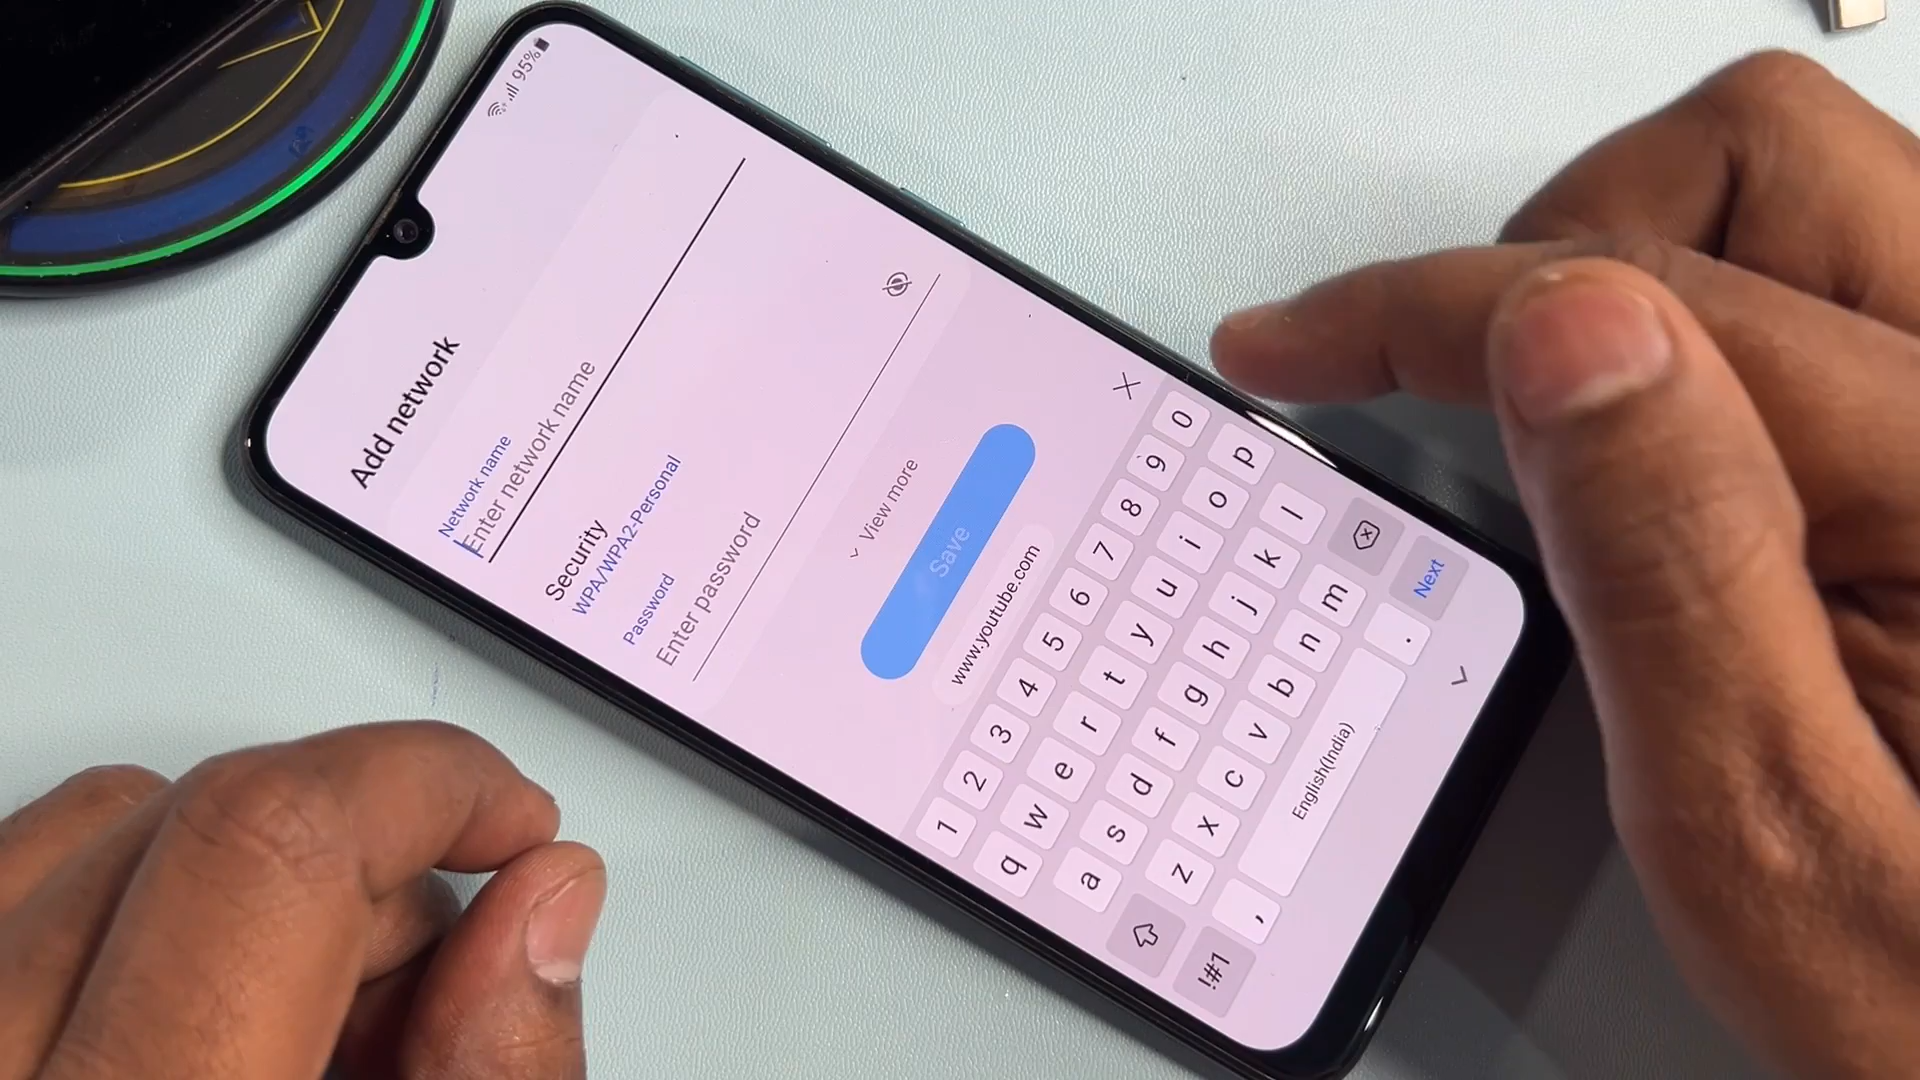 95%
Add network
Network name
Enter network name
Security
WPA/WPA2-Personal
Password
Enter password
View more
Save
www.youtube.com
1 2 3 4 5 6 7 8 9 0
q w e r t y u i o p
a s d f g h j k l
z x c v b n m
!#1 , English(India) . Next